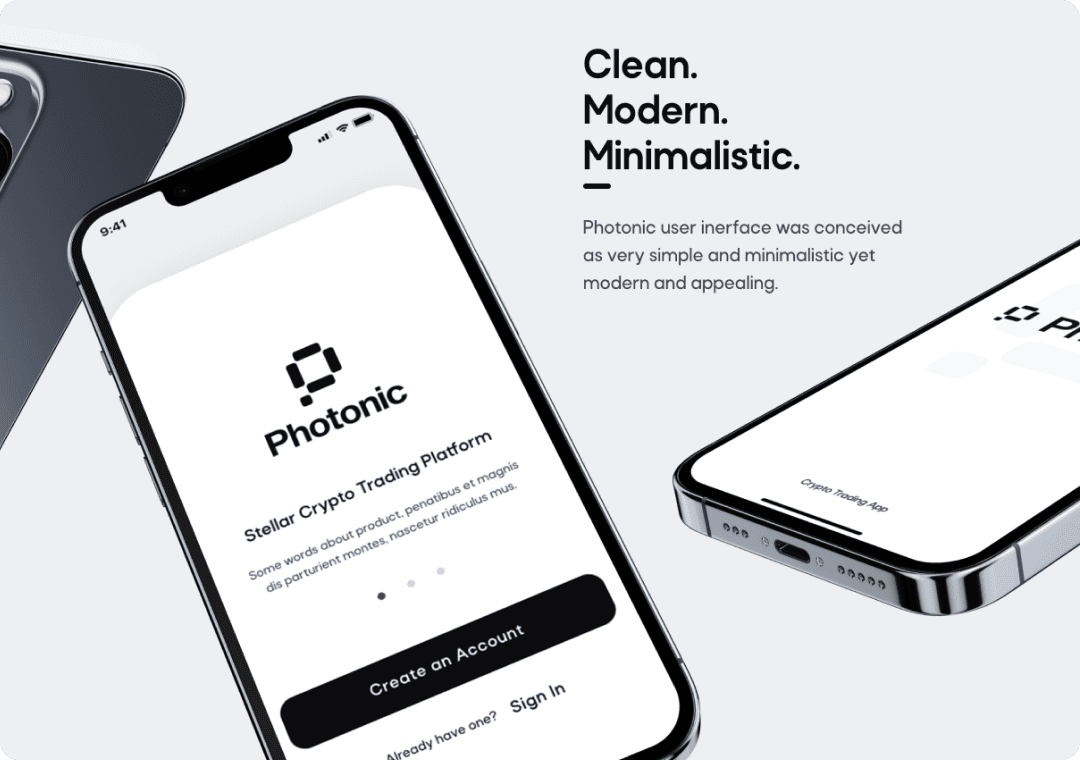 Clean.
Modern.
Minimalistic.
Photonic user inerface was conceived
as very simple and minimalistic yet
modern and appealing.
9:41
Photonic
Stellar Crypto Trading Platform
Some words about product, penatibus et magnis
dis parturient montes, nascetur ridiculus mus.
Create an Account
Already have one? Sign In
Crypto Trading App